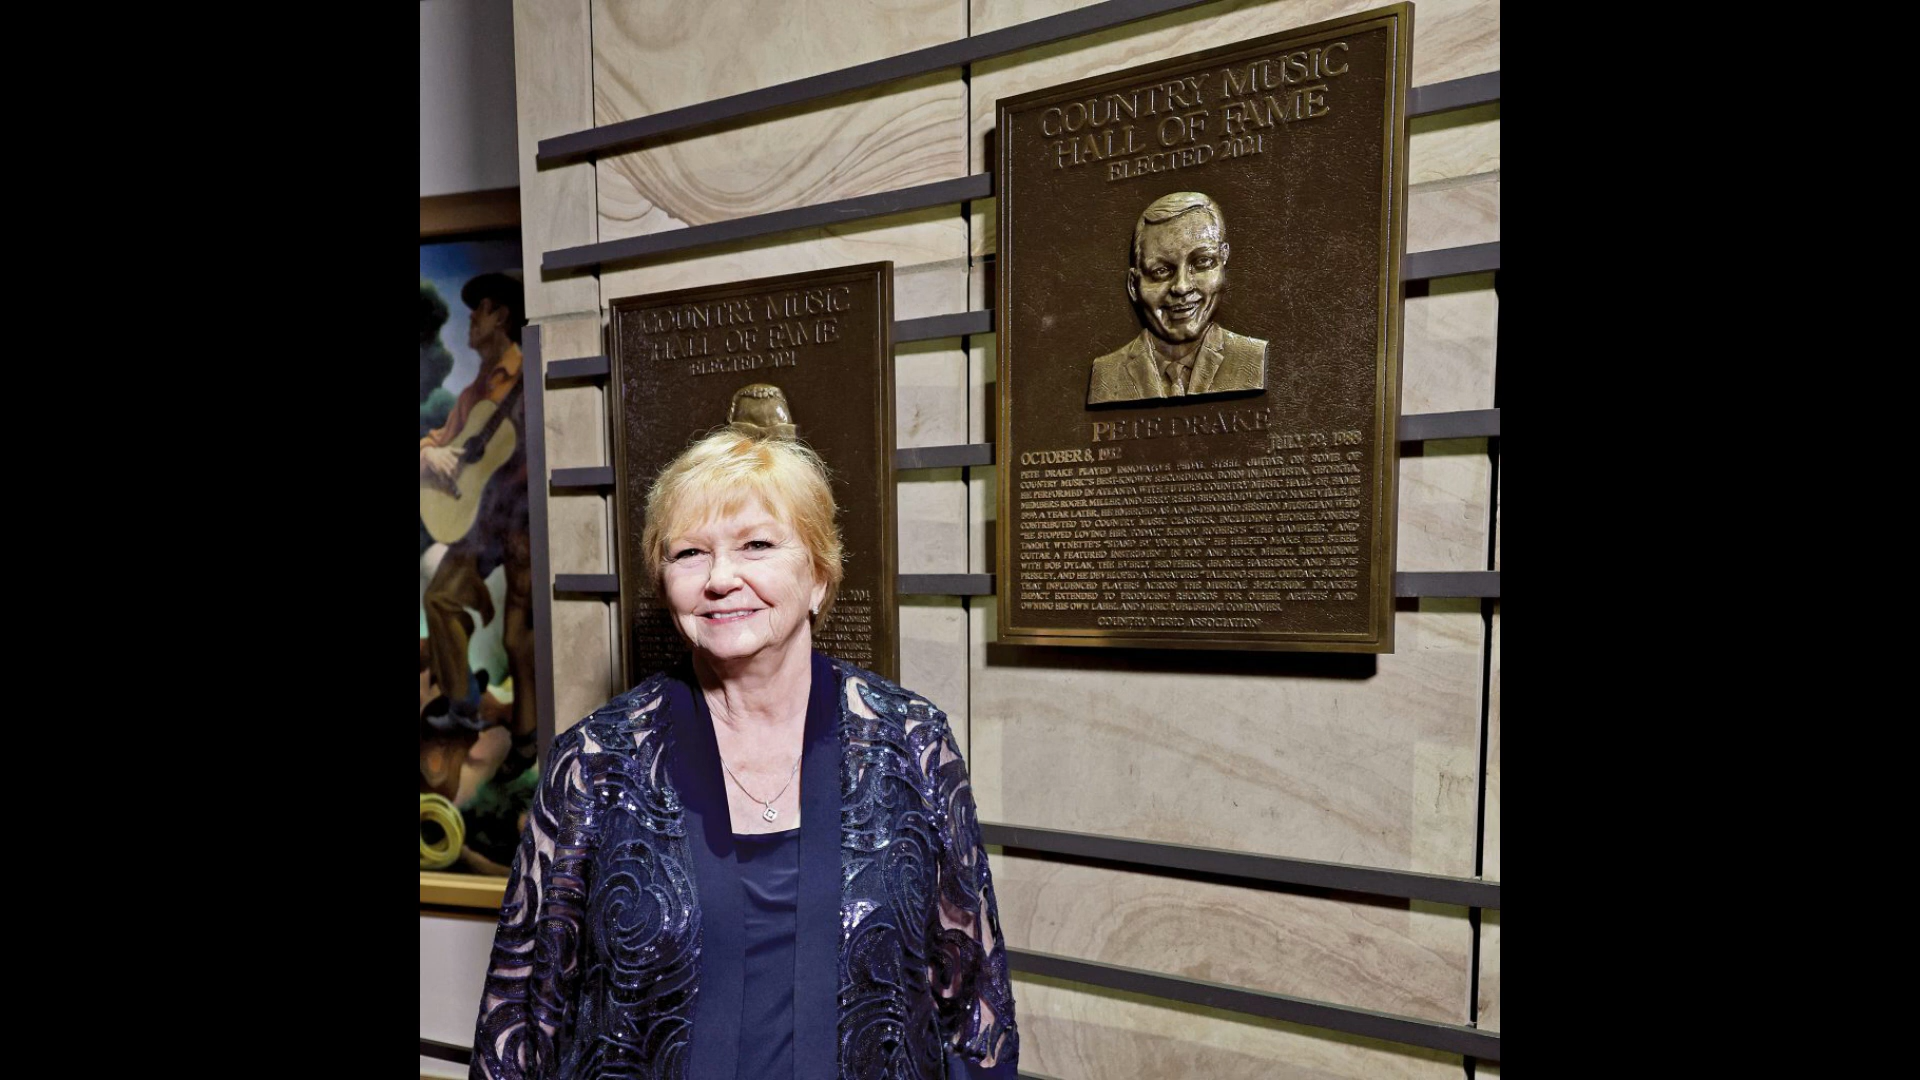 COUNTRY MUSIC
HALL OF FAME
ELECTED 2021
COUNTRY MUSIC
HALL OF FAME
ELECTED 2021
PETE DRAKE
OCTOBER 8, 1932 JULY 29, 1988
PETE DRAKE PLAYED INNOVATIVE PEDAL STEEL GUITAR ON SOME OF
COUNTRY MUSIC'S BEST-KNOWN RECORDINGS. BORN IN AUGUSTA, GEORGIA,
HE PERFORMED IN ATLANTA WITH FUTURE COUNTRY MUSIC HALL OF FAME
MEMBERS ROGER MILLER AND JERRY REED BEFORE MOVING TO NASHVILLE IN
1959. A YEAR LATER, HE EMERGED AS AN IN-DEMAND SESSION MUSICIAN WHO
CONTRIBUTED TO COUNTRY MUSIC CLASSICS, INCLUDING GEORGE JONES'S
"HE STOPPED LOVING HER TODAY," KENNY ROGERS'S "THE GAMBLER," AND
TAMMY WYNETTE'S "STAND BY YOUR MAN." HE HELPED MAKE THE STEEL
GUITAR A FEATURED INSTRUMENT IN POP AND ROCK MUSIC, RECORDING
WITH BOB DYLAN, THE EVERLY BROTHERS, GEORGE HARRISON, AND ELVIS
PRESLEY, AND HE DEVELOPED A SIGNATURE "TALKING STEEL GUITAR" SOUND
THAT INFLUENCED PLAYERS ACROSS THE MUSICAL SPECTRUM. DRAKE'S
IMPACT EXTENDED TO PRODUCING RECORDS FOR OTHER ARTISTS AND
OWNING HIS OWN LABEL AND MUSIC PUBLISHING COMPANIES.
COUNTRY MUSIC ASSOCIATION